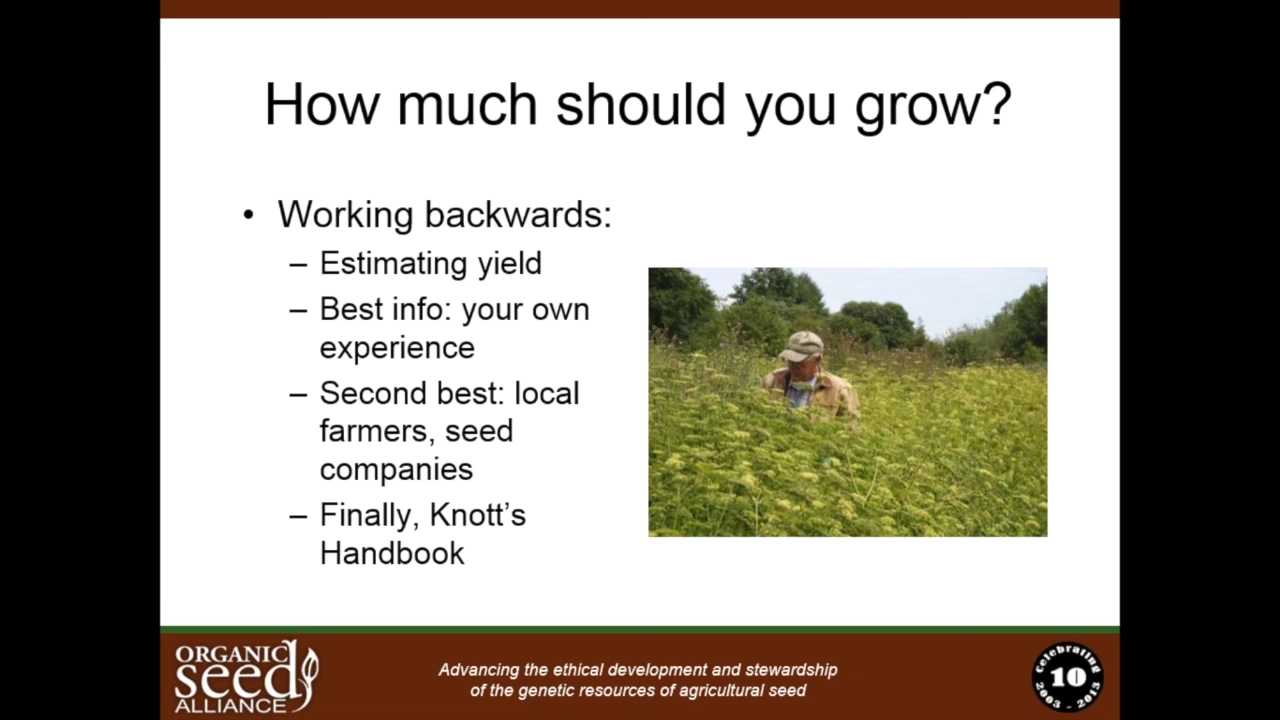 How much should you grow?
• Working backwards:
– Estimating yield
– Best info: your own
experience
– Second best: local
farmers, seed
companies
– Finally, Knott’s
Handbook
ORGANIC
seed
ALLIANCE
Advancing the ethical development and stewardship
of the genetic resources of agricultural seed
Celebrating
10
2003 - 2013